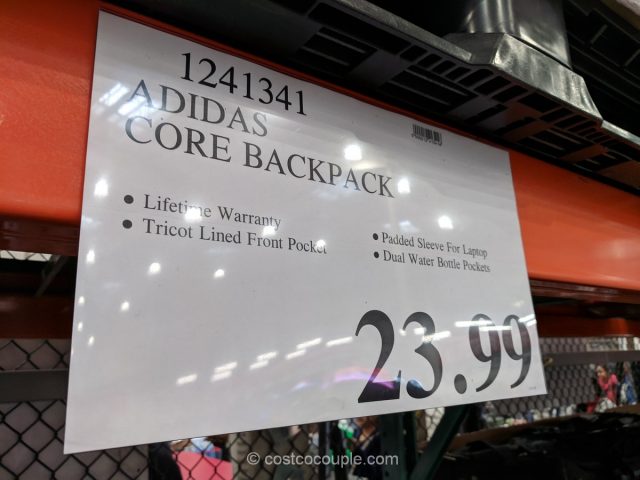 1241341
ADIDAS
CORE BACKPACK
• Lifetime Warranty
• Tricot Lined Front Pocket
• Padded Sleeve For Laptop
• Dual Water Bottle Pockets
23.99
© costcocouple.com